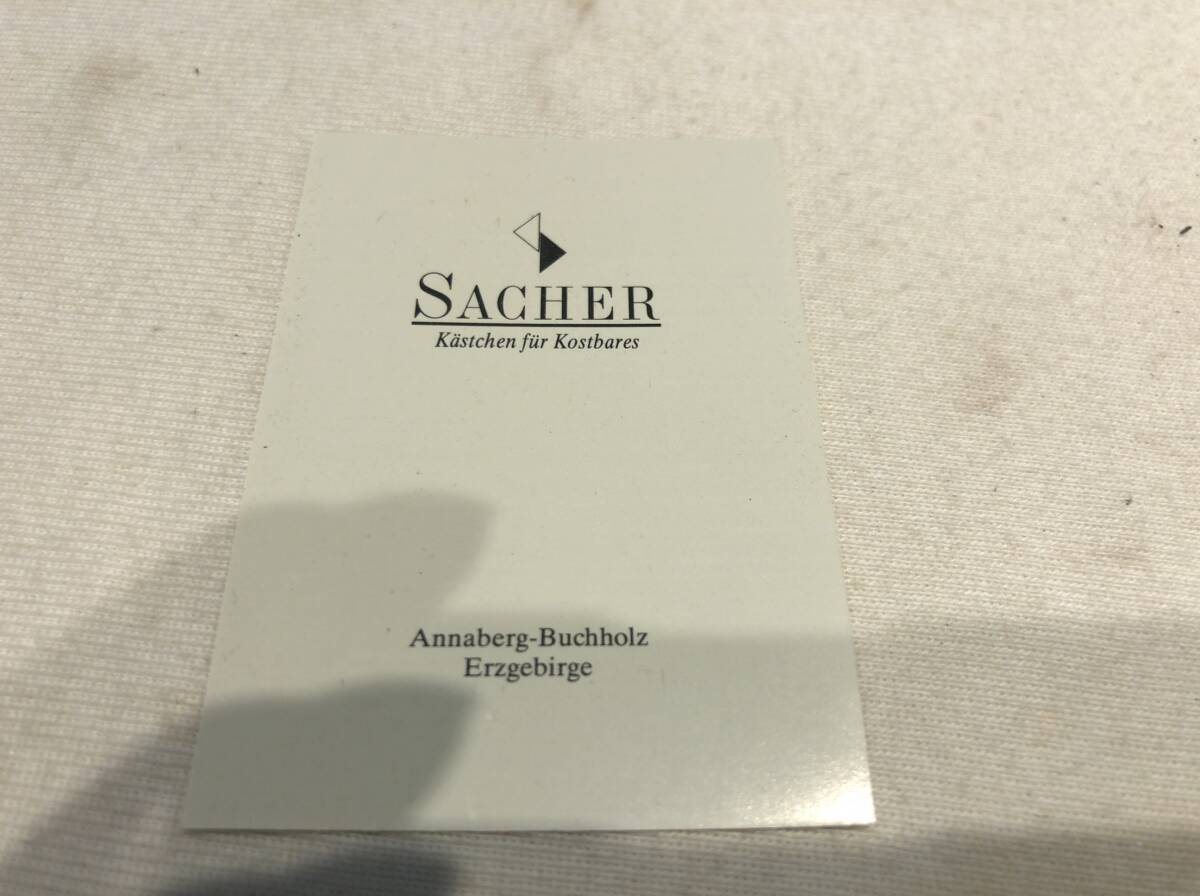 SACHER
Kästchen für Kostbares
Annaberg-Buchholz
Erzgebirge